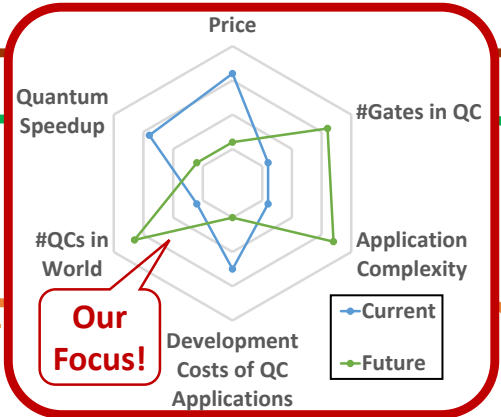 Price
Quantum
Speedup
#Gates in QC
#QCs in
World
Application
Complexity
Our
Focus!
Development
Costs of QC
Applications
Current
Future